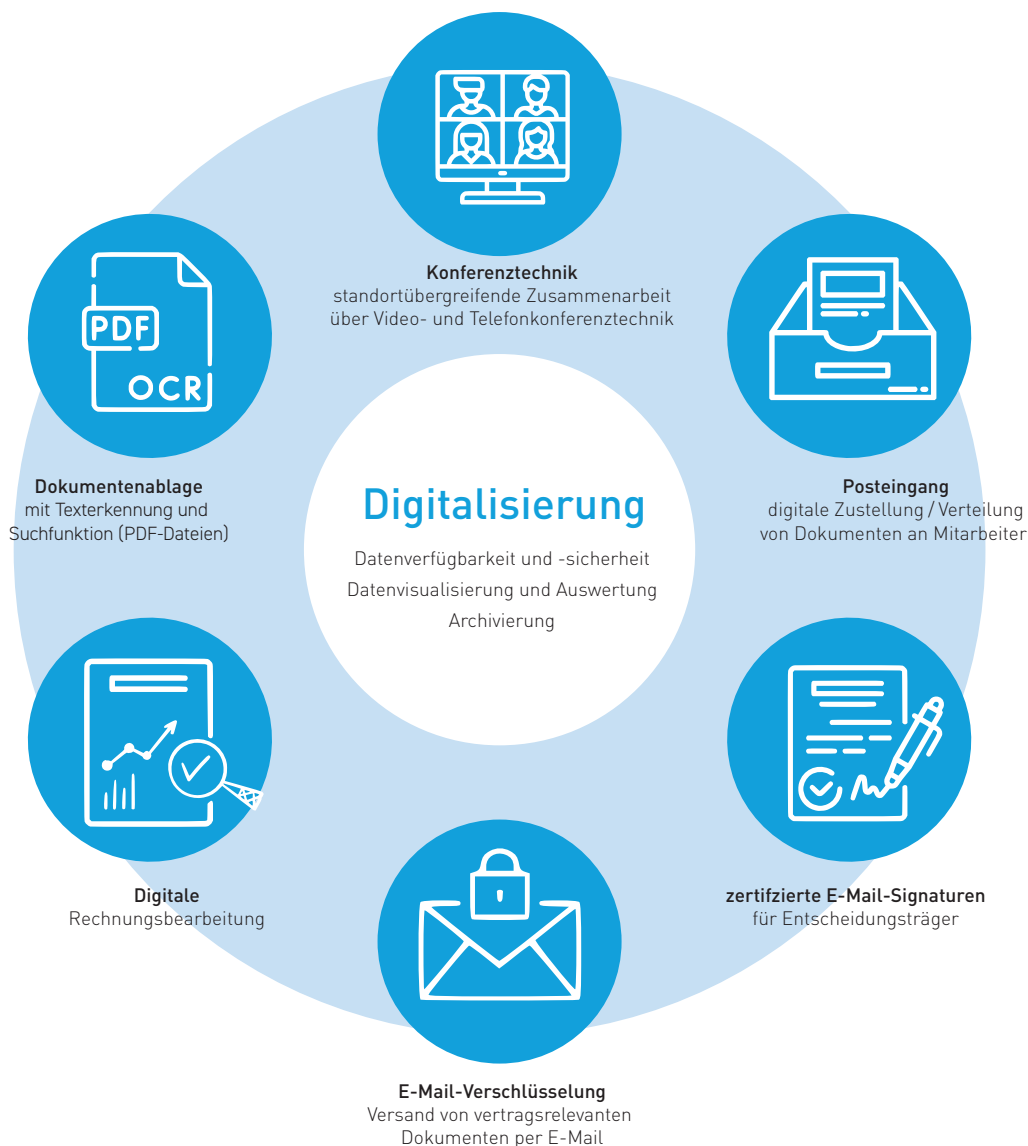 Konferenztechnik
standortübergreifende Zusammenarbeit
über Video- und Telefonkonferenztechnik
PDF
OCR
Dokumentenablage
mit Texterkennung und
Suchfunktion (PDF-Dateien)
Posteingang
digitale Zustellung / Verteilung
von Dokumenten an Mitarbeiter
Digitalisierung
Datenverfügbarkeit und -sicherheit
Datenvisualisierung und Auswertung
Archivierung
Digitale
Rechnungsbearbeitung
zertifzierte E-Mail-Signaturen
für Entscheidungsträger
E-Mail-Verschlüsselung
Versand von vertragsrelevanten
Dokumenten per E-Mail